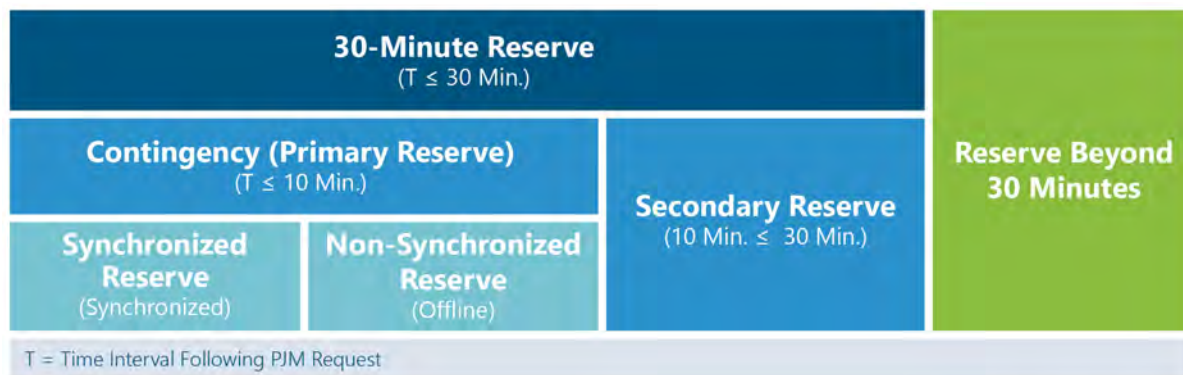 30-Minute Reserve
(T ≤ 30 Min.)
Contingency (Primary Reserve)
(T ≤ 10 Min.)
Synchronized
Reserve
(Synchronized)
Non-Synchronized
Reserve
(Offline)
Secondary Reserve
(10 Min. ≤ 30 Min.)
Reserve Beyond
30 Minutes
T = Time Interval Following PJM Request